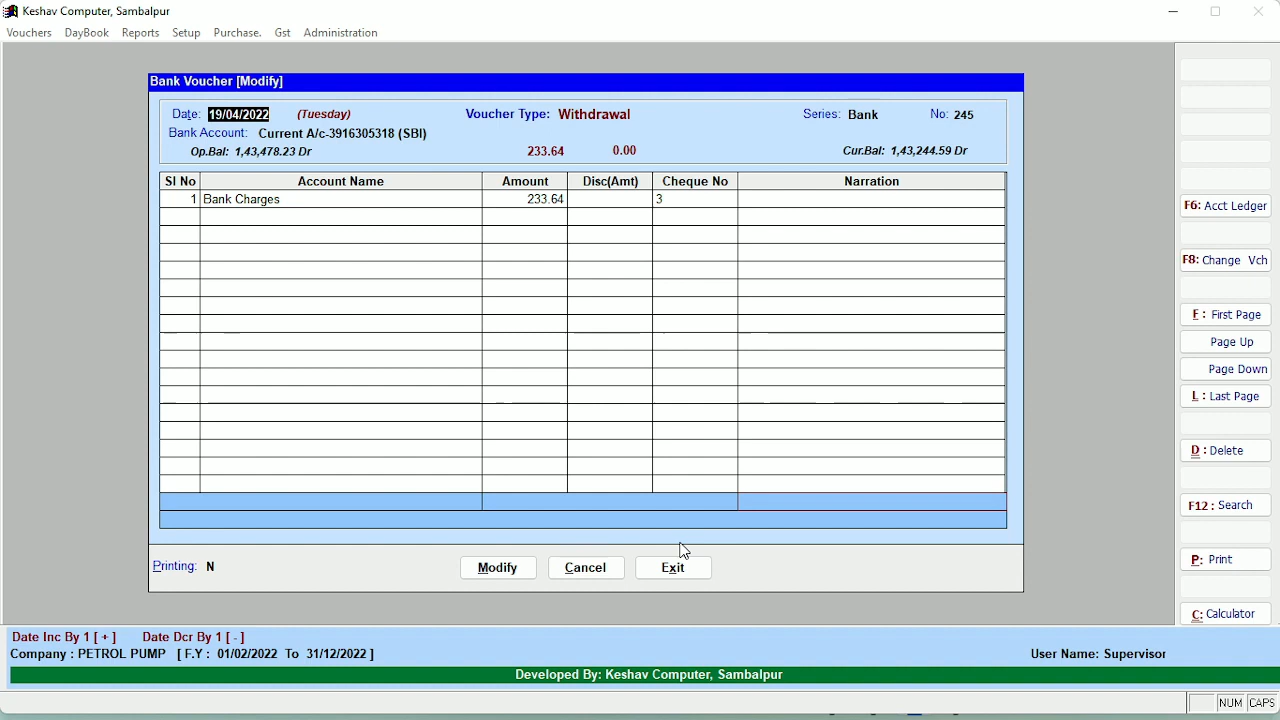 Keshav Computer, Sambalpur
Vouchers DayBook Reports Setup Purchase. Gst Administration
Bank Voucher [Modify]
Date: 19/04/2022 (Tuesday) Voucher Type: Withdrawal Series: Bank No: 245
Bank Account: Current A/c-3916305318 (SBI)
Op.Bal: 1,43,478.23 Dr 233.64 0.00 Cur.Bal: 1,43,244.59 Dr
Sl No Account Name Amount Disc(Amt) Cheque No Narration
1 Bank Charges 233.64 3
F6: Acct Ledger
F8: Change Vch
F : First Page
Page Up
Page Down
L : Last Page
D : Delete
F12 : Search
P: Print
C: Calculator
Printing: N Modify Cancel Exit
Date Inc By 1 [ + ] Date Dcr By 1 [ - ]
Company : PETROL PUMP [ F.Y : 01/02/2022 To 31/12/2022 ] User Name: Supervisor
Developed By: Keshav Computer, Sambalpur
NUM CAPS